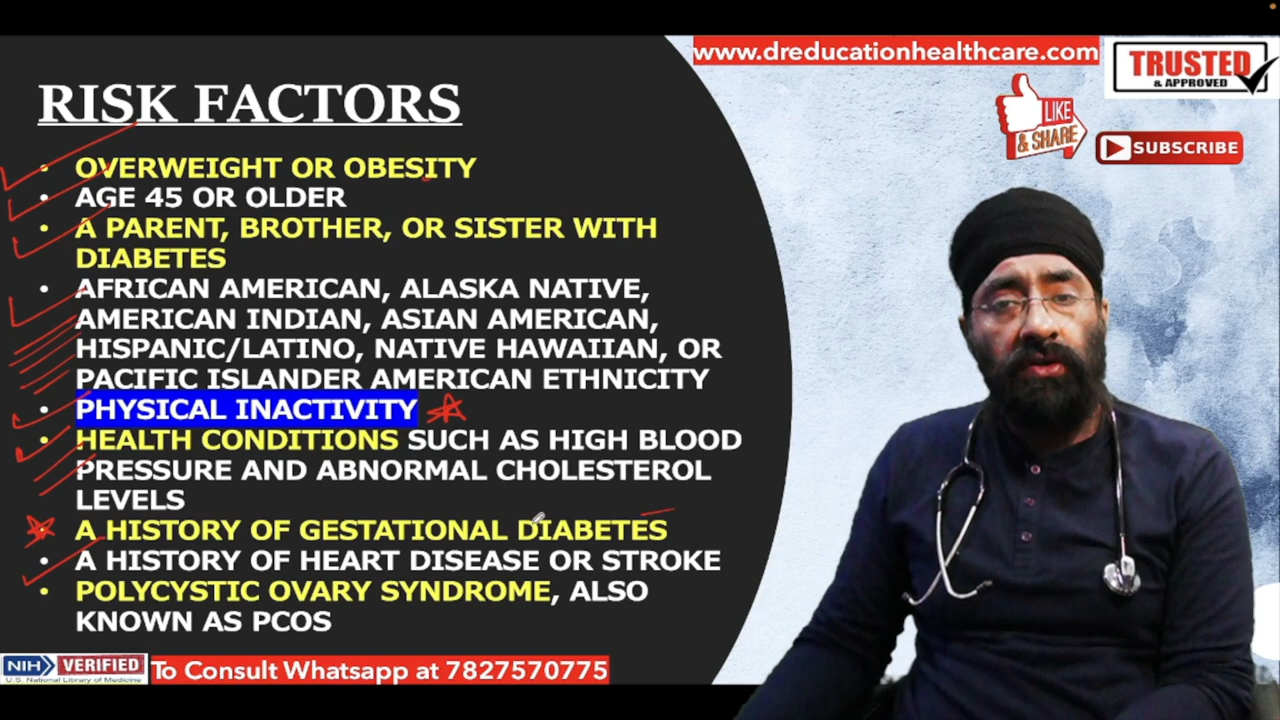 www.dreducationhealthcare.com
TRUSTED
& APPROVED
LIKE
& SHARE
SUBSCRIBE
RISK FACTORS
• OVERWEIGHT OR OBESITY
• AGE 45 OR OLDER
• A PARENT, BROTHER, OR SISTER WITH
DIABETES
• AFRICAN AMERICAN, ALASKA NATIVE,
AMERICAN INDIAN, ASIAN AMERICAN,
HISPANIC/LATINO, NATIVE HAWAIIAN, OR
PACIFIC ISLANDER AMERICAN ETHNICITY
• PHYSICAL INACTIVITY
• HEALTH CONDITIONS SUCH AS HIGH BLOOD
PRESSURE AND ABNORMAL CHOLESTEROL
LEVELS
• A HISTORY OF GESTATIONAL DIABETES
• A HISTORY OF HEART DISEASE OR STROKE
• POLYCYSTIC OVARY SYNDROME, ALSO
KNOWN AS PCOS
NIH VERIFIED
U.S. National Library of Medicine
To Consult Whatsapp at 7827570775